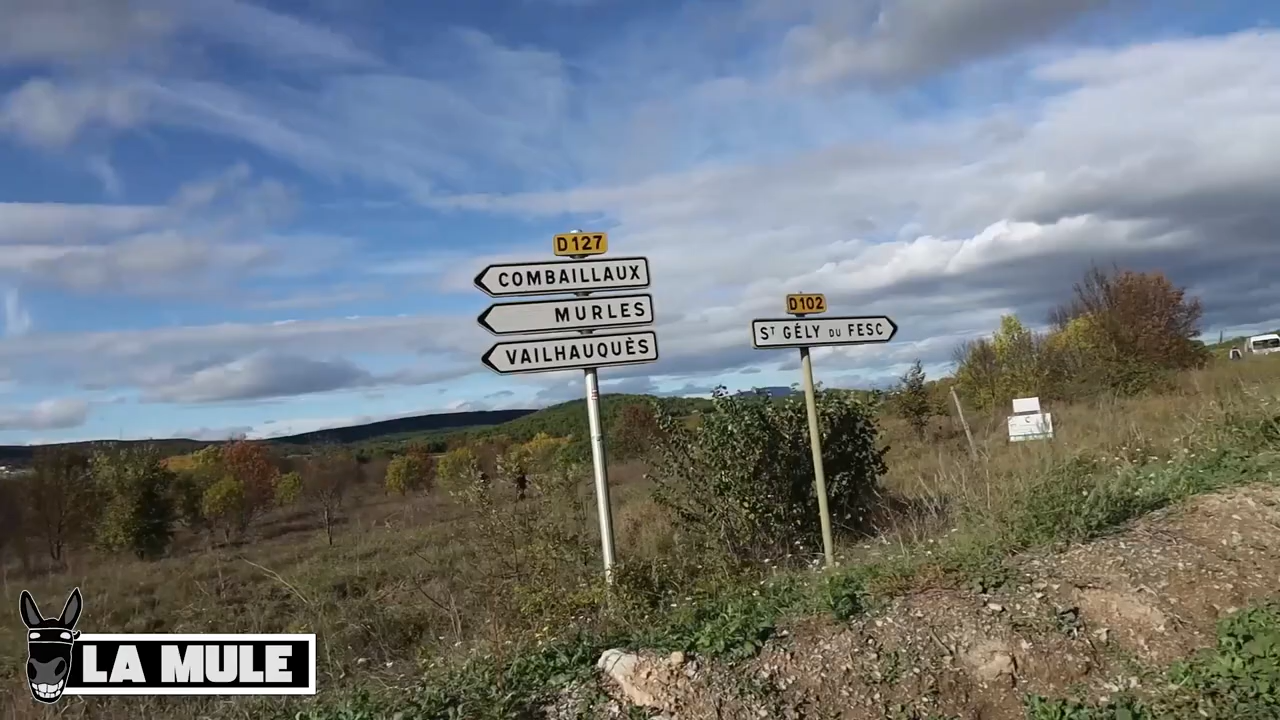 D127
COMBAILLAUX
MURLES
VAILHAUQUÈS
D102
ST GÉLY DU FESC
LA MULE